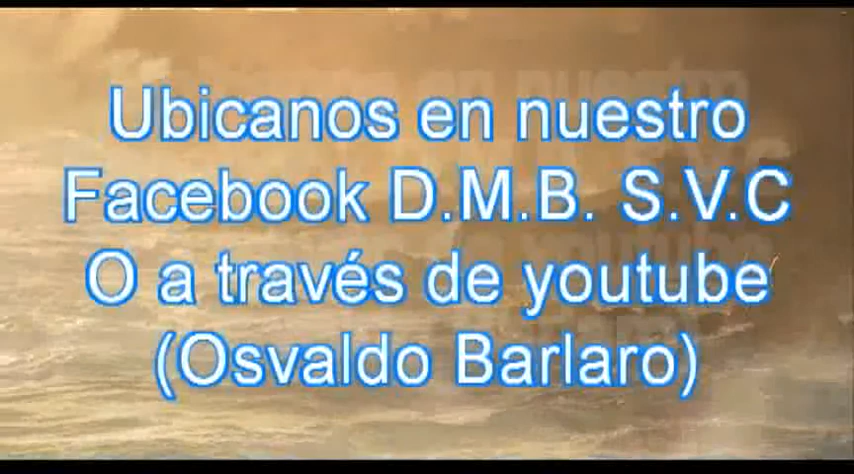 Ubicanos en nuestro
Facebook D.M.B. S.V.C
O a través de youtube
(Osvaldo Barlaro)